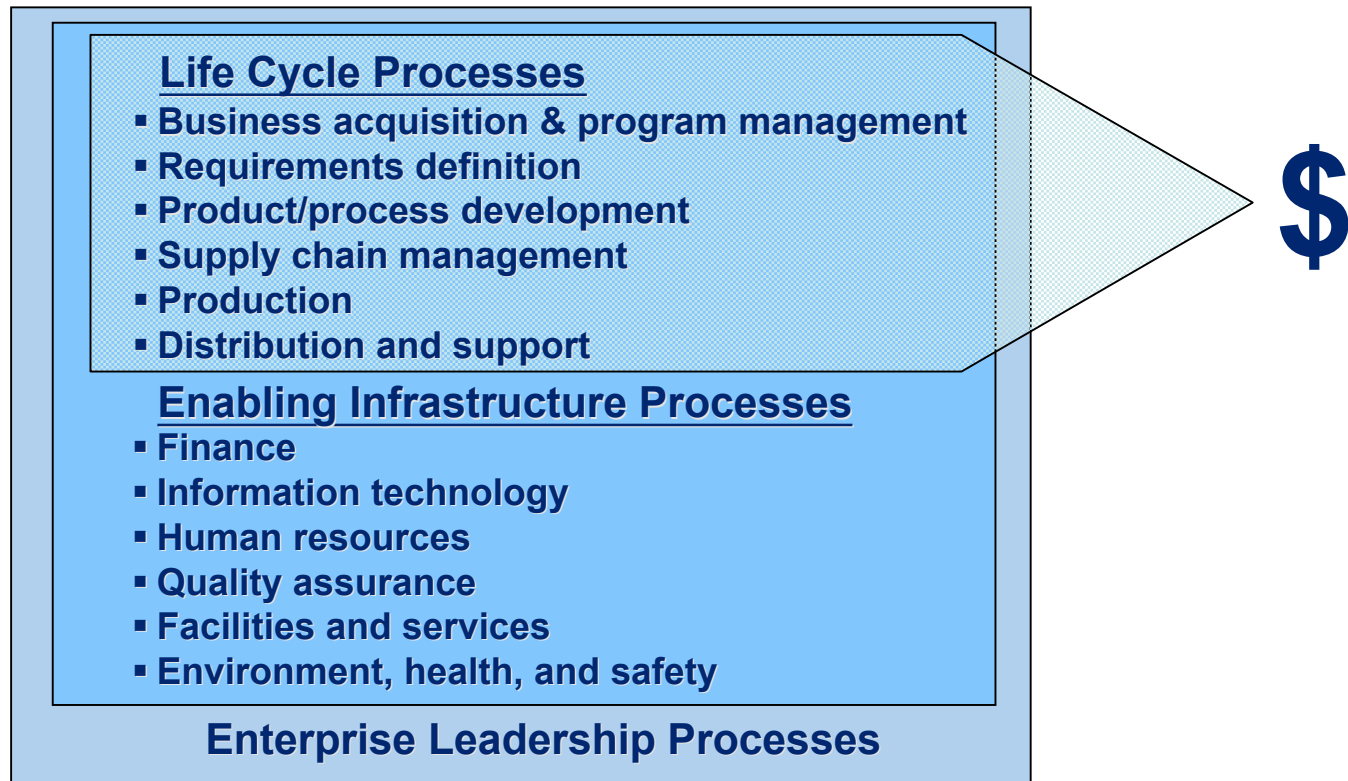 Life Cycle Processes
▪ Business acquisition & program management
▪ Requirements definition
▪ Product/process development
▪ Supply chain management
▪ Production
▪ Distribution and support
$
Enabling Infrastructure Processes
▪ Finance
▪ Information technology
▪ Human resources
▪ Quality assurance
▪ Facilities and services
▪ Environment, health, and safety
Enterprise Leadership Processes